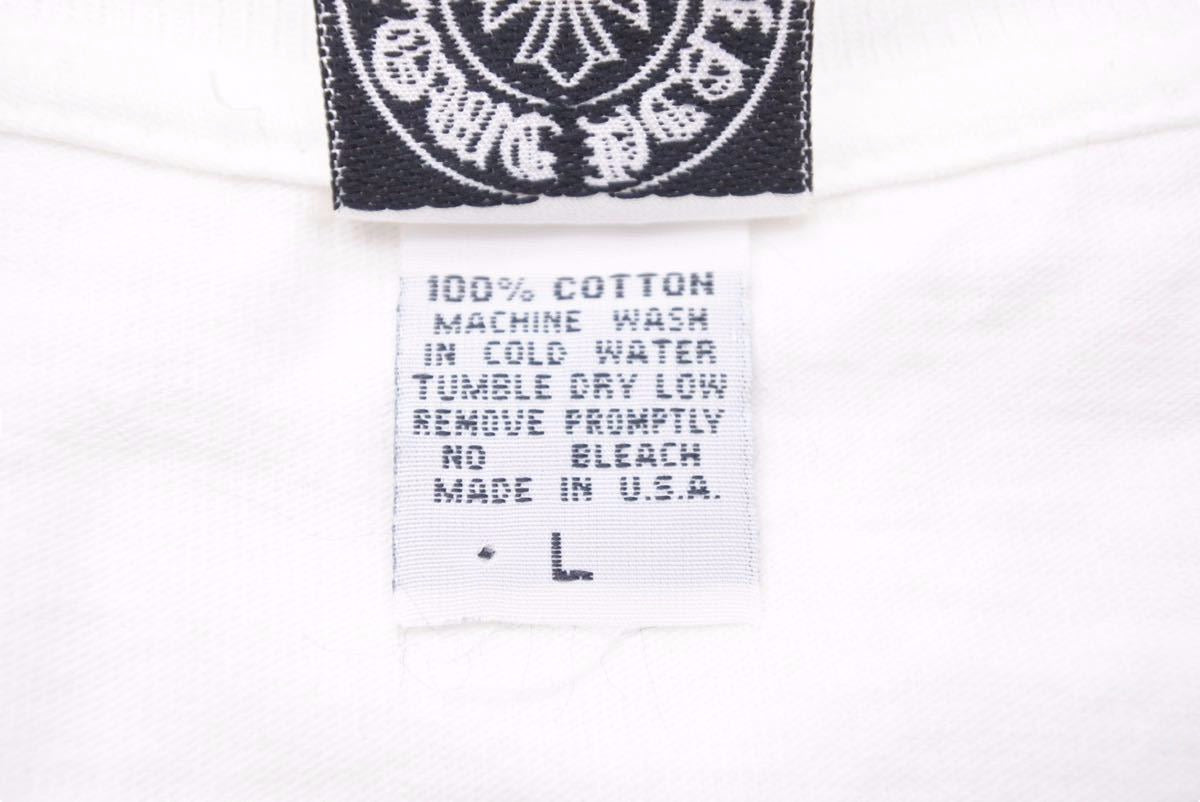 100% COTTON
MACHINE WASH
IN COLD WATER
TUMBLE DRY LOW
REMOVE PROMPTLY
NO BLEACH
MADE IN U.S.A.
L